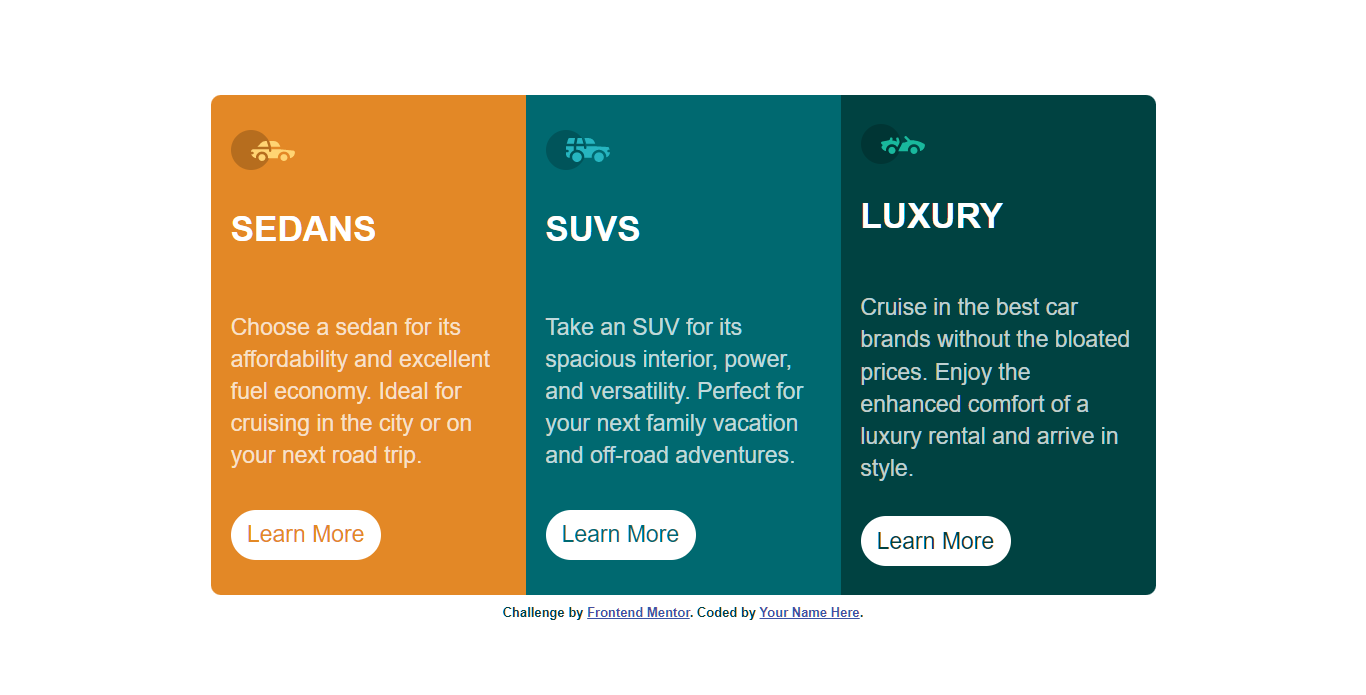 SEDANS
Choose a sedan for its
affordability and excellent
fuel economy. Ideal for
cruising in the city or on
your next road trip.
Learn More
SUVS
Take an SUV for its
spacious interior, power,
and versatility. Perfect for
your next family vacation
and off-road adventures.
Learn More
LUXURY
Cruise in the best car
brands without the bloated
prices. Enjoy the
enhanced comfort of a
luxury rental and arrive in
style.
Learn More
Challenge by Frontend Mentor. Coded by Your Name Here.